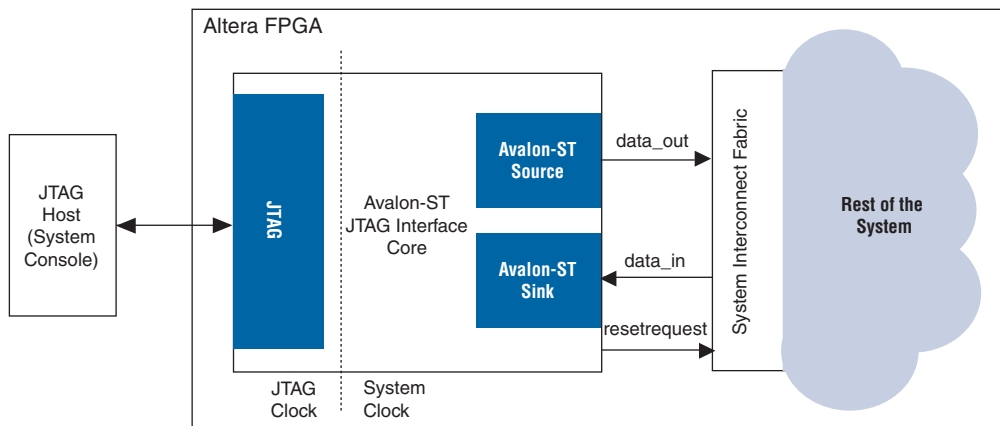 Altera FPGA
JTAG
Host
(System
Console)
JTAG
Avalon-ST
JTAG Interface
Core
Avalon-ST
Source
Avalon-ST
Sink
data_out
data_in
resetrequest
System Interconnect Fabric
Rest of the
System
JTAG
Clock
System
Clock